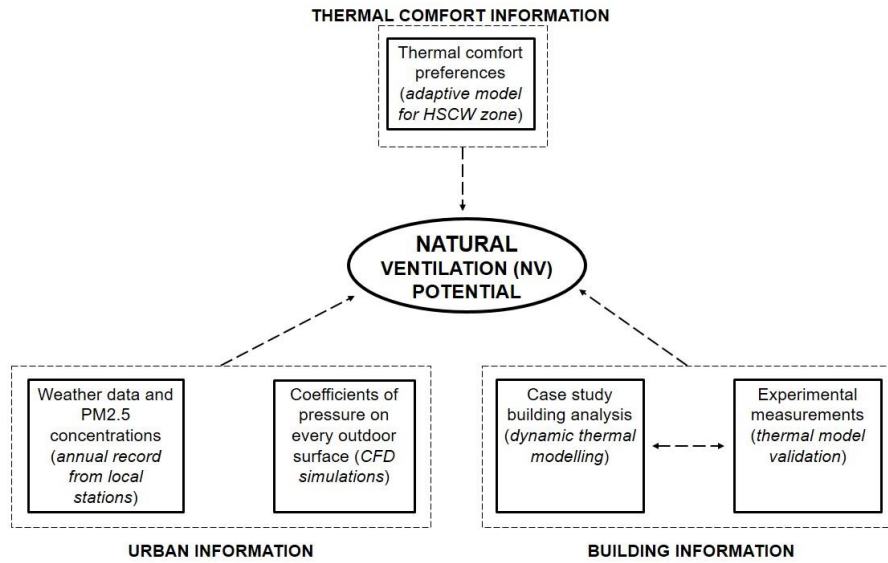 THERMAL COMFORT INFORMATION
Thermal comfort
preferences
(adaptive model
for HSCW zone)
NATURAL
VENTILATION (NV)
POTENTIAL
Weather data and
PM2.5
concentrations
(annual record
from local
stations)
Coefficients of
pressure on
every outdoor
surface (CFD
simulations)
Case study
building analysis
(dynamic thermal
modelling)
Experimental
measurements
(thermal model
validation)
URBAN INFORMATION
BUILDING INFORMATION